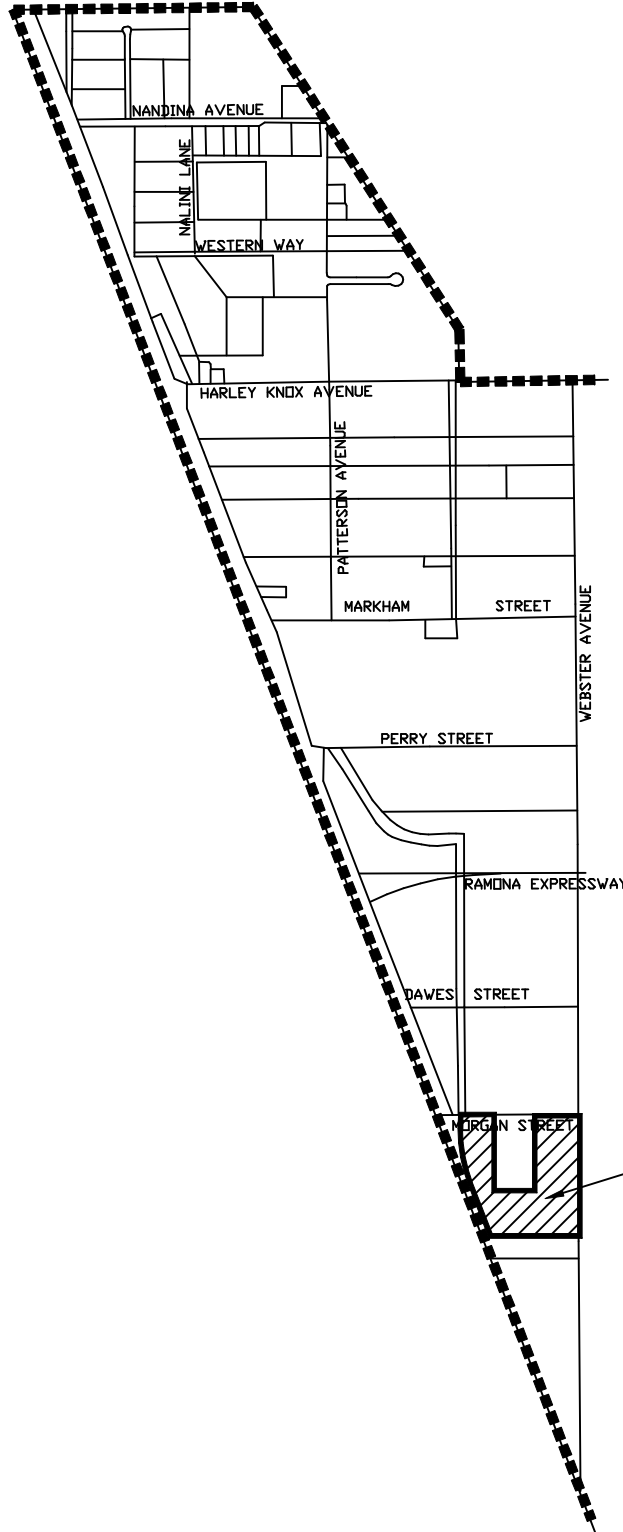 NANDINA AVENUE
NALINI LANE
WESTERN WAY
HARLEY KNOX AVENUE
PATTERSON AVENUE
MARKHAM STREET
WEBSTER AVENUE
PERRY STREET
RAMONA EXPRESSWAY
DAWES STREET
MORGAN STREET